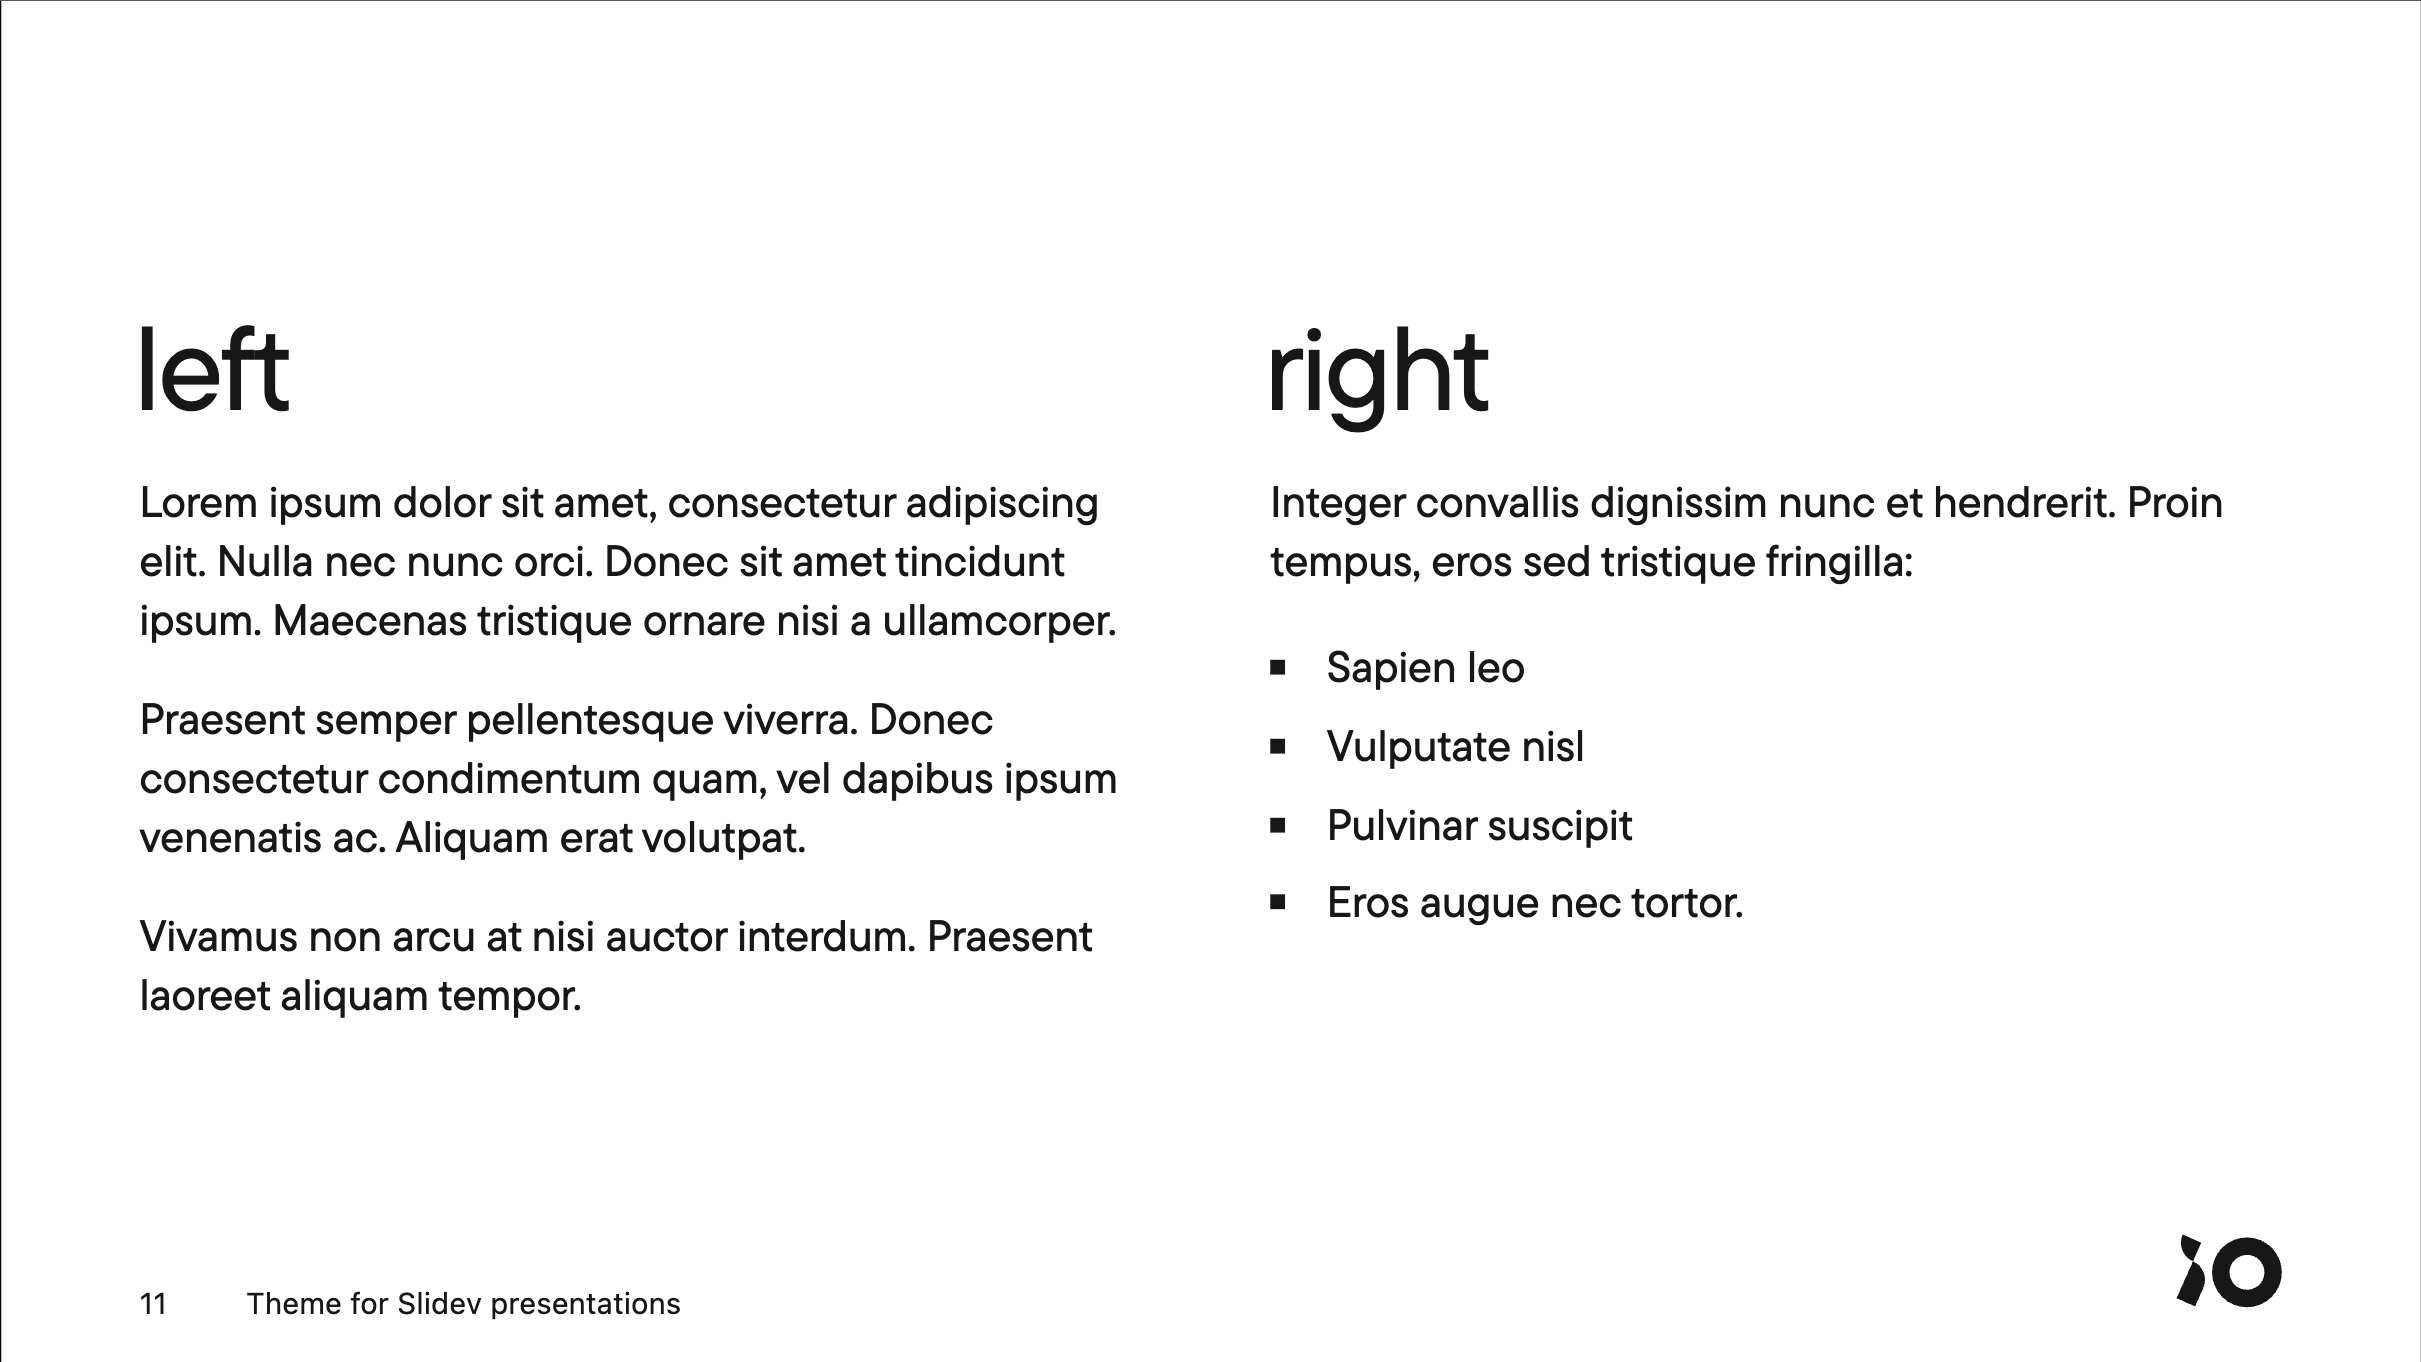 left
Lorem ipsum dolor sit amet, consectetur adipiscing
elit. Nulla nec nunc orci. Donec sit amet tincidunt
ipsum. Maecenas tristique ornare nisi a ullamcorper.
Praesent semper pellentesque viverra. Donec
consectetur condimentum quam, vel dapibus ipsum
venenatis ac. Aliquam erat volutpat.
Vivamus non arcu at nisi auctor interdum. Praesent
laoreet aliquam tempor.
right
Integer convallis dignissim nunc et hendrerit. Proin
tempus, eros sed tristique fringilla:
▪ Sapien leo
▪ Vulputate nisl
▪ Pulvinar suscipit
▪ Eros augue nec tortor.
11 Theme for Slidev presentations
iO